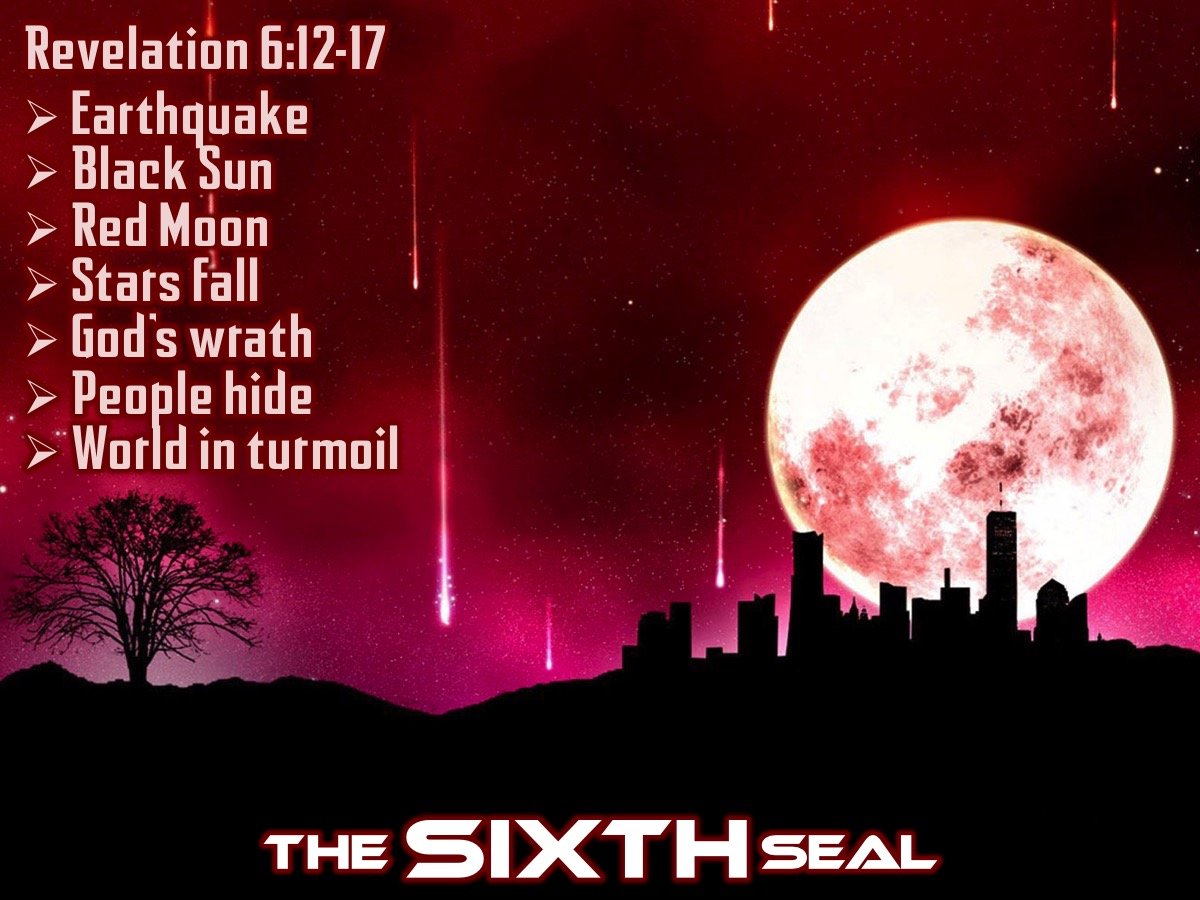 Revelation 6:12-17
➢ Earthquake
➢ Black Sun
➢ Red Moon
➢ Stars Fall
➢ God's wrath
➢ People hide
➢ World in turmoil
THE SIXTH SEAL